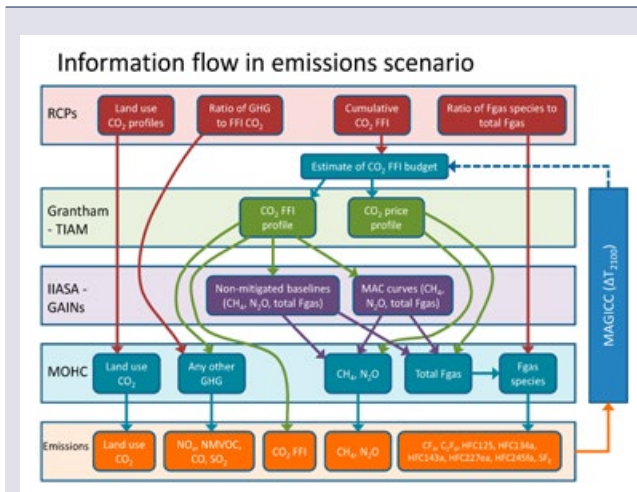 Information flow in emissions scenario
RCPs
Land use
CO₂ profiles
Ratio of GHG
to FFI CO₂
Cumulative
CO₂ FFI
Ratio of Fgas species to
total Fgas
Estimate of CO₂ FFI budget
Grantham
- TIAM
CO₂ FFI
profile
CO₂ price
profile
IIASA -
GAINs
Non-mitigated baselines
(CH₄, N₂O, total Fgas)
MAC curves (CH₄,
N₂O, total Fgas)
MAGICC (ΔT₂₁₀₀)
MOHC
Land use
CO₂
Any other
GHG
CH₄, N₂O
Total Fgas
Fgas
species
Emissions
Land use
CO₂
NOₓ, NMVOC,
CO, SO₂
CO₂ FFI
CH₄, N₂O
CF₄, C₂F₆, HFC125, HFC134a,
HFC143a, HFC227ea, HFC245fa, SF₆